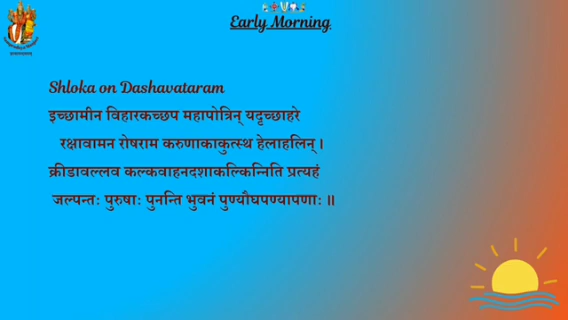 Early Morning
Shloka on Dashavataram
इच्छामीन विहारकच्छप महापोत्रिन् यदृच्छाहरे
रक्षावामन रोषराम करुणाकाकुत्स्थ हेलाहलिन् ।
क्रीडावल्लव कल्कवाहनदशाकल्किन्निति प्रत्यहं
जल्पन्तः पुरुषाः पुनन्ति भुवनं पुण्यौघपण्यापणाः ॥